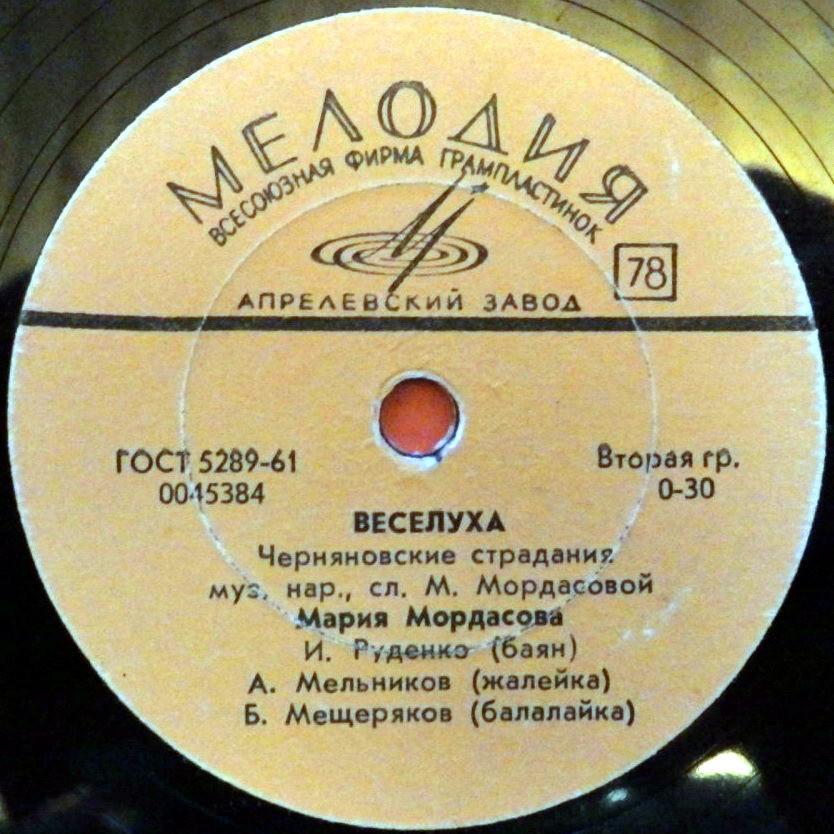 МЕЛОДИЯ
ВСЕСОЮЗНАЯ ФИРМА ГРАМПЛАСТИНОК
78
АПРЕЛЕВСКИЙ ЗАВОД
ГОСТ 5289-61
0045384
Вторая гр.
0-30
ВЕСЕЛУХА
Черняновские страдания
муз. нар., сл. М. Мордасовой
Мария Мордасова
И. Руденко (баян)
А. Мельников (жалейка)
Б. Мещеряков (балалайка)